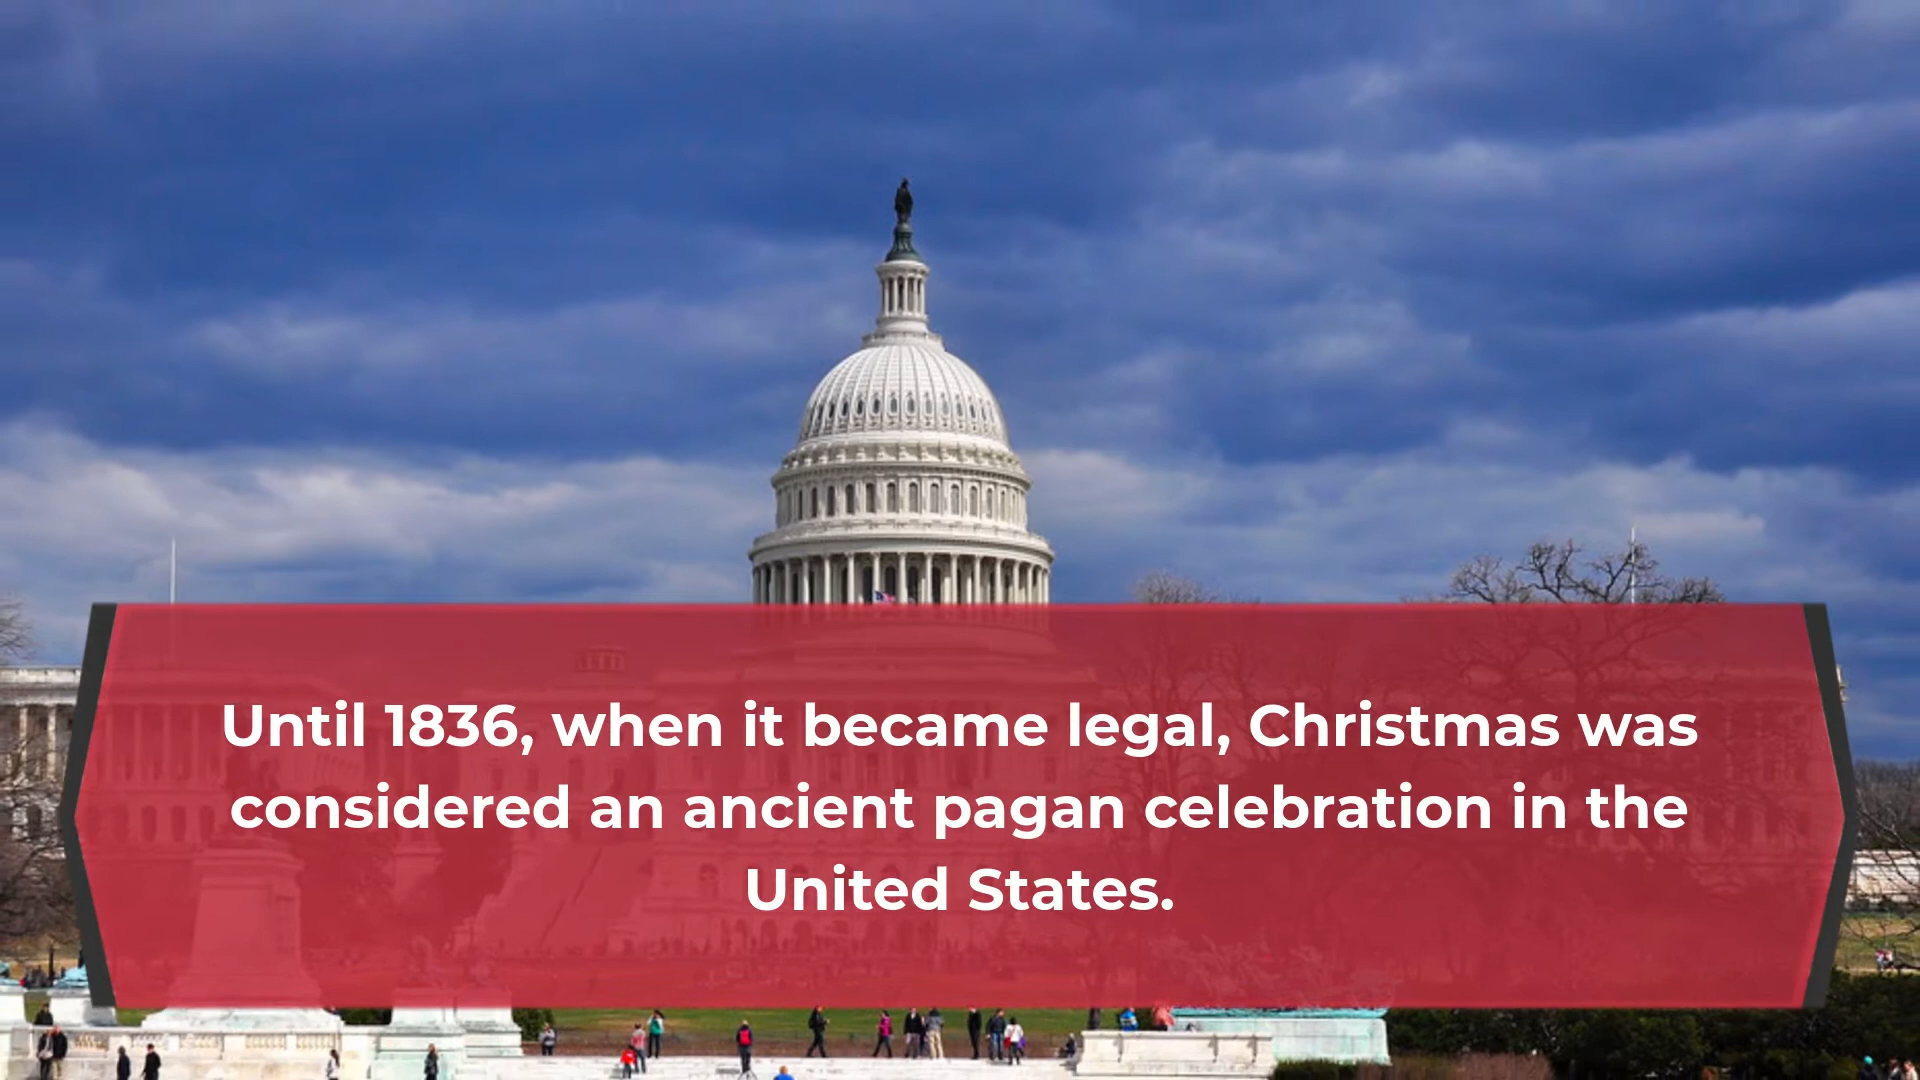 Until 1836, when it became legal, Christmas was
considered an ancient pagan celebration in the
United States.